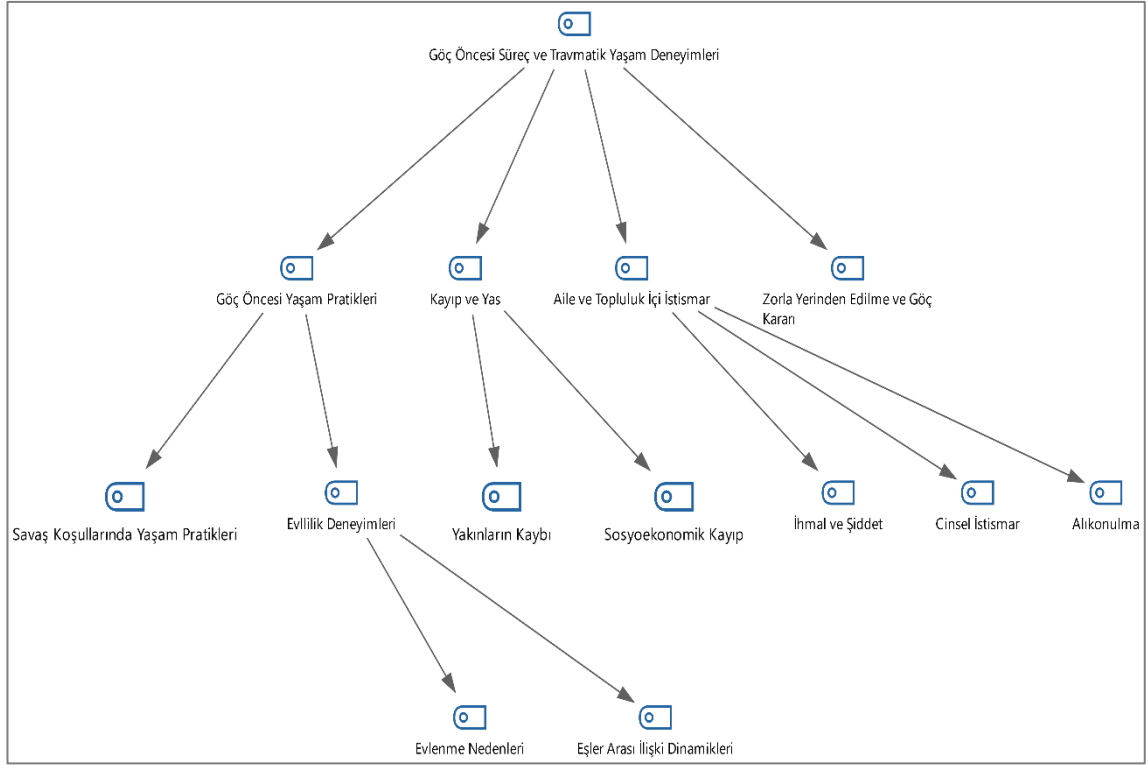 Göç Öncesi Süreç ve Travmatik Yaşam Deneyimleri
Göç Öncesi Yaşam Pratikleri
Kayıp ve Yas
Aile ve Topluluk İçi İstismar
Zorla Yerinden Edilme ve Göç
Kararı
Savaş Koşullarında Yaşam Pratikleri
Evllilik Deneyimleri
Yakınların Kaybı
Sosyoekonomik Kayıp
İhmal ve Şiddet
Cinsel İstismar
Alıkonulma
Evlenme Nedenleri
Eşler Arası İlişki Dinamikleri